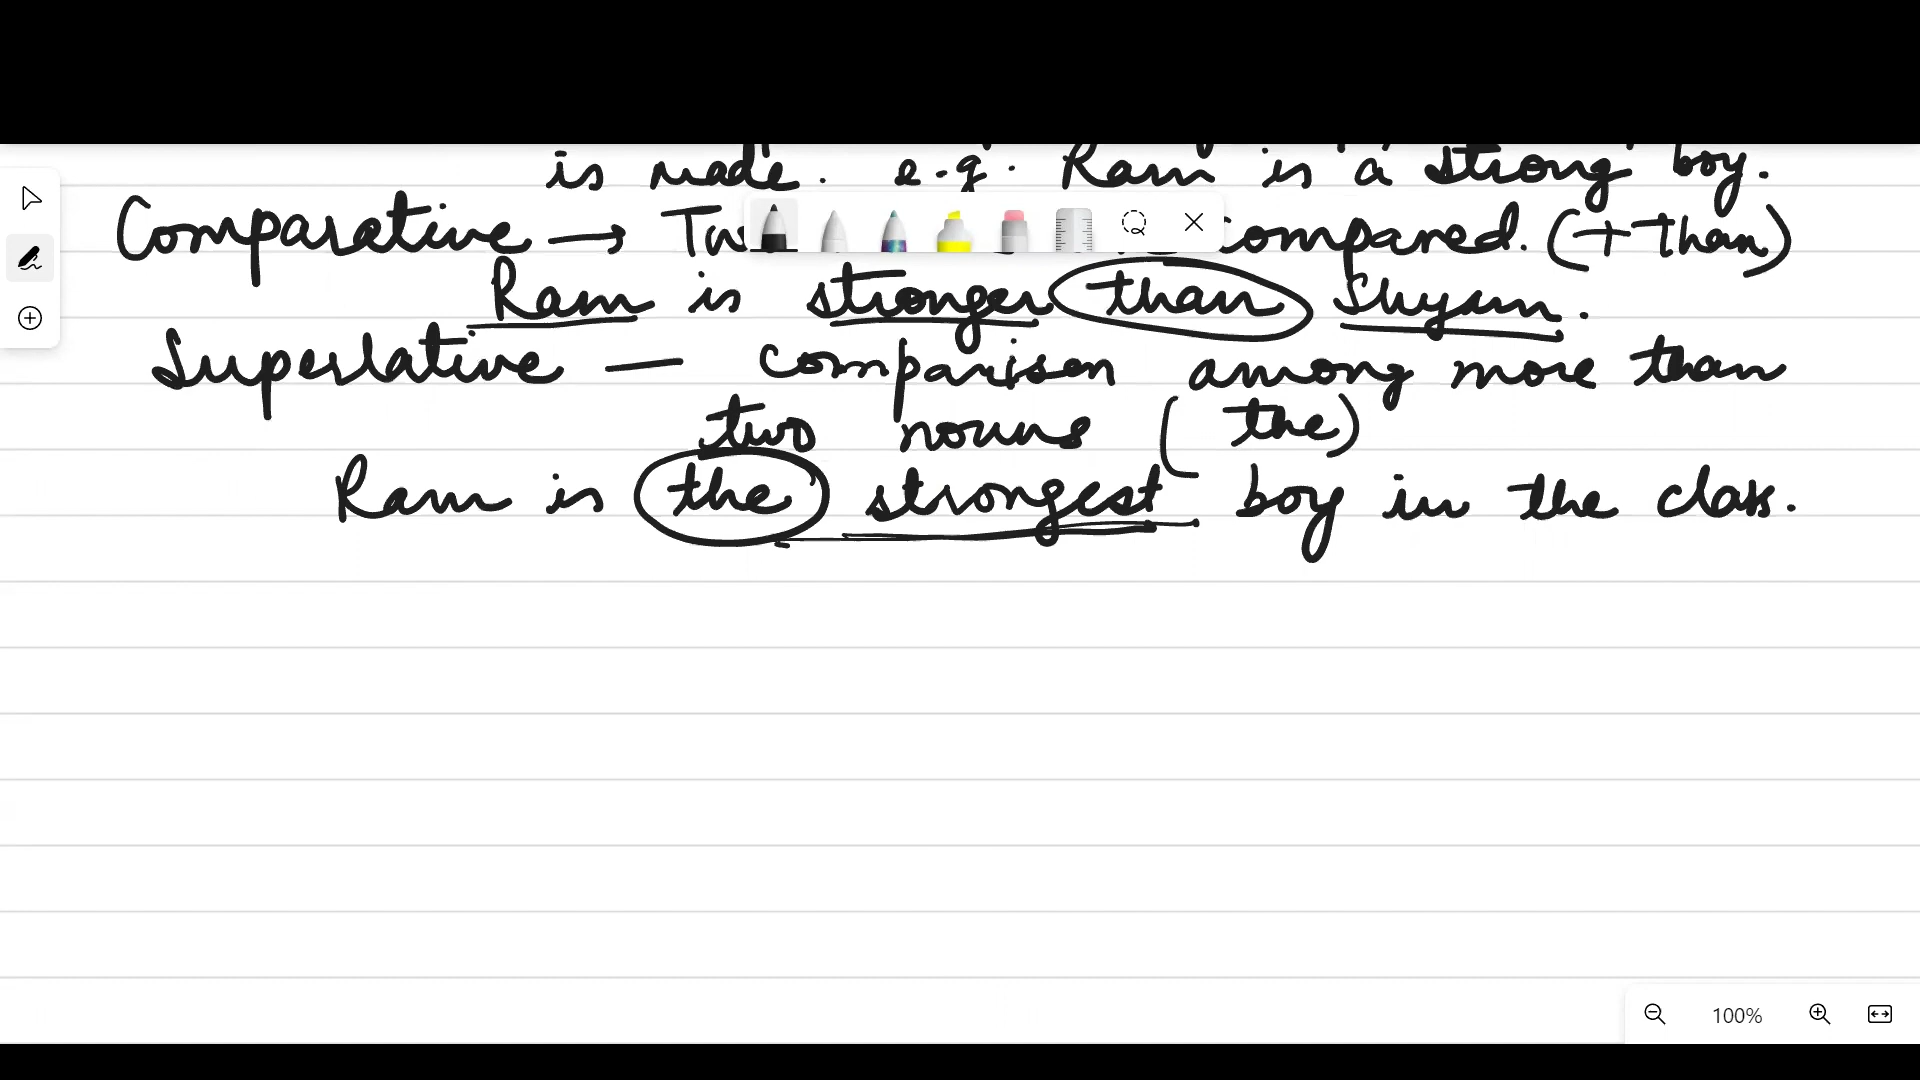 is made. e.g. Ram is a strong boy.
Comparative → Tw compared. (+ than)
Ram is stronger than Shyam.
Superlative — comparison among more than
two nouns (the)
Ram is the strongest boy in the class.
100%